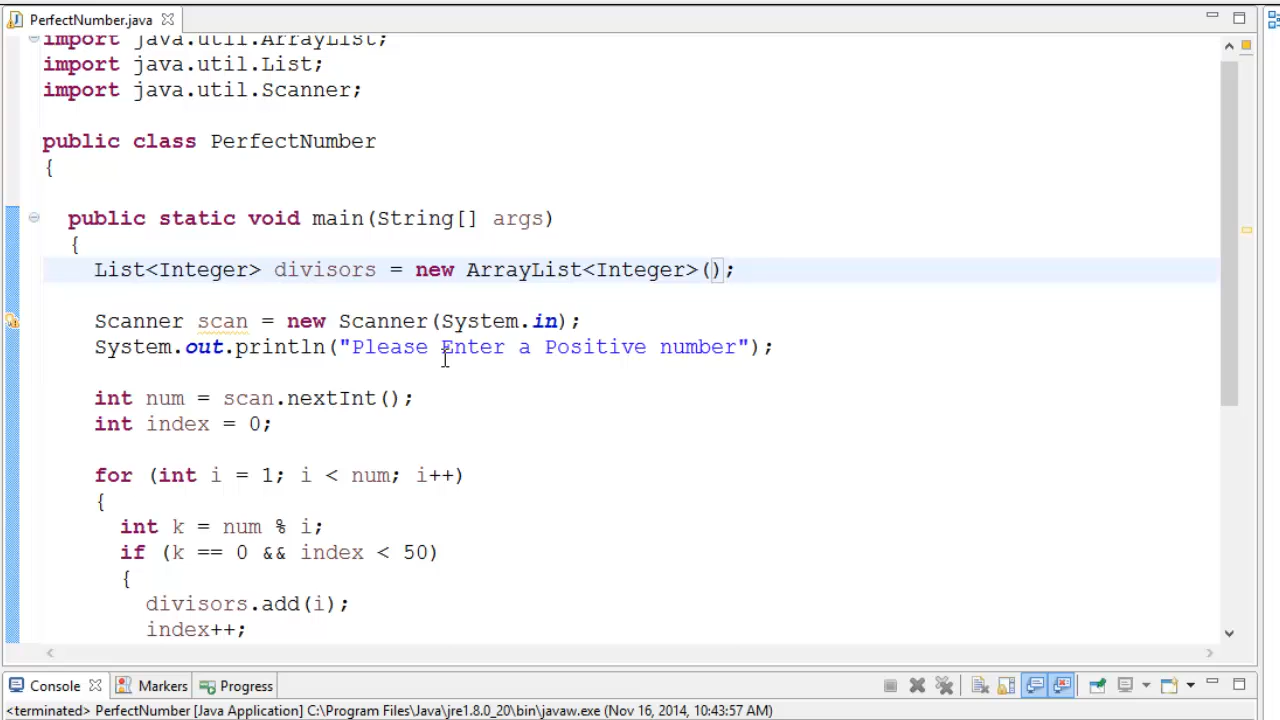 PerfectNumber.java
import java.util.ArrayList;
import java.util.List;
import java.util.Scanner;
public class PerfectNumber
{
public static void main(String[] args)
{
List<Integer> divisors = new ArrayList<Integer>();
Scanner scan = new Scanner(System.in);
System.out.println("Please Enter a Positive number");
int num = scan.nextInt();
int index = 0;
for (int i = 1; i < num; i++)
{
int k = num % i;
if (k == 0 && index < 50)
{
divisors.add(i);
index++;
Console Markers Progress
<terminated> PerfectNumber [Java Application] C:\Program Files\Java\jre1.8.0_20\bin\javaw.exe (Nov 16, 2014, 10:43:57 AM)